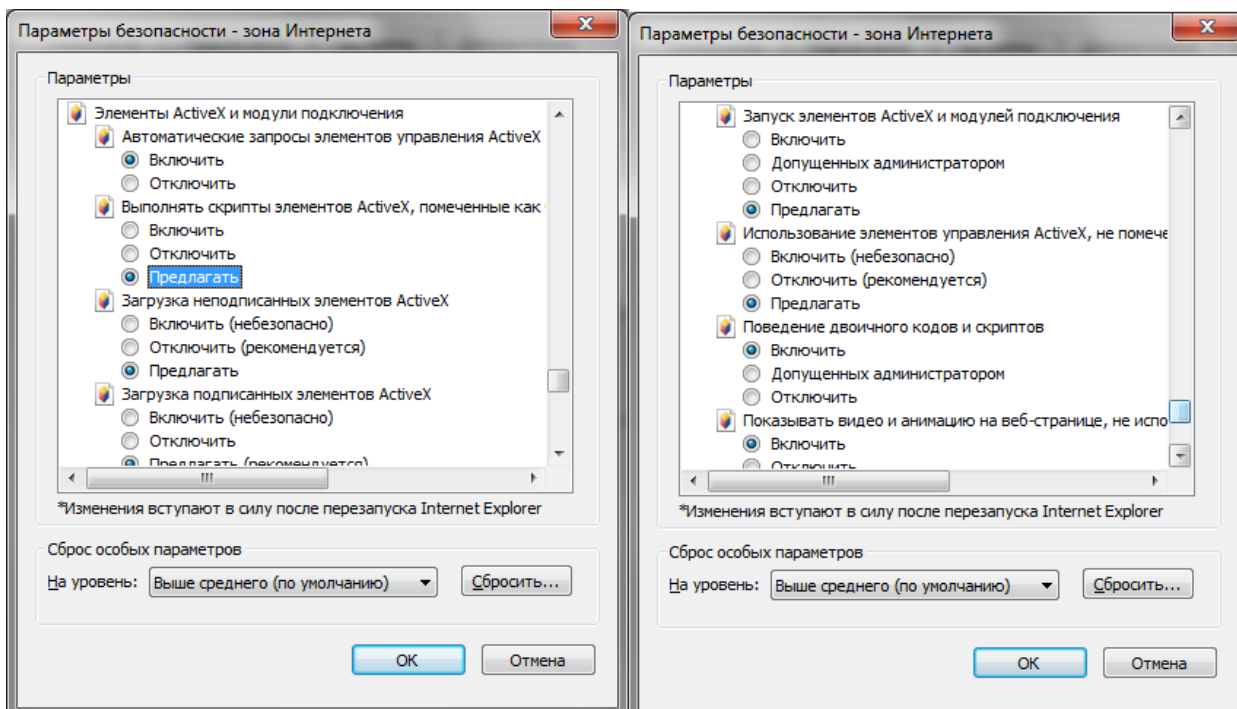 Параметры безопасности - зона Интернета
Параметры
Элементы ActiveX и модули подключения
Автоматические запросы элементов управления ActiveX
Включить
Отключить
Выполнять скрипты элементов ActiveX, помеченные как
Включить
Отключить
Предлагать
Загрузка неподписанных элементов ActiveX
Включить (небезопасно)
Отключить (рекомендуется)
Предлагать
Загрузка подписанных элементов ActiveX
Включить (небезопасно)
Отключить
Предлагать (рекомендуется)
*Изменения вступают в силу после перезапуска Internet Explorer
Сброс особых параметров
На уровень: Выше среднего (по умолчанию) Сбросить...
ОК Отмена
Параметры безопасности - зона Интернета
Параметры
Запуск элементов ActiveX и модулей подключения
Включить
Допущенных администратором
Отключить
Предлагать
Использование элементов управления ActiveX, не помече
Включить (небезопасно)
Отключить (рекомендуется)
Предлагать
Поведение двоичного кодов и скриптов
Включить
Допущенных администратором
Отключить
Показывать видео и анимацию на веб-странице, не испо
Включить
Отключить
*Изменения вступают в силу после перезапуска Internet Explorer
Сброс особых параметров
На уровень: Выше среднего (по умолчанию) Сбросить...
ОК Отмена